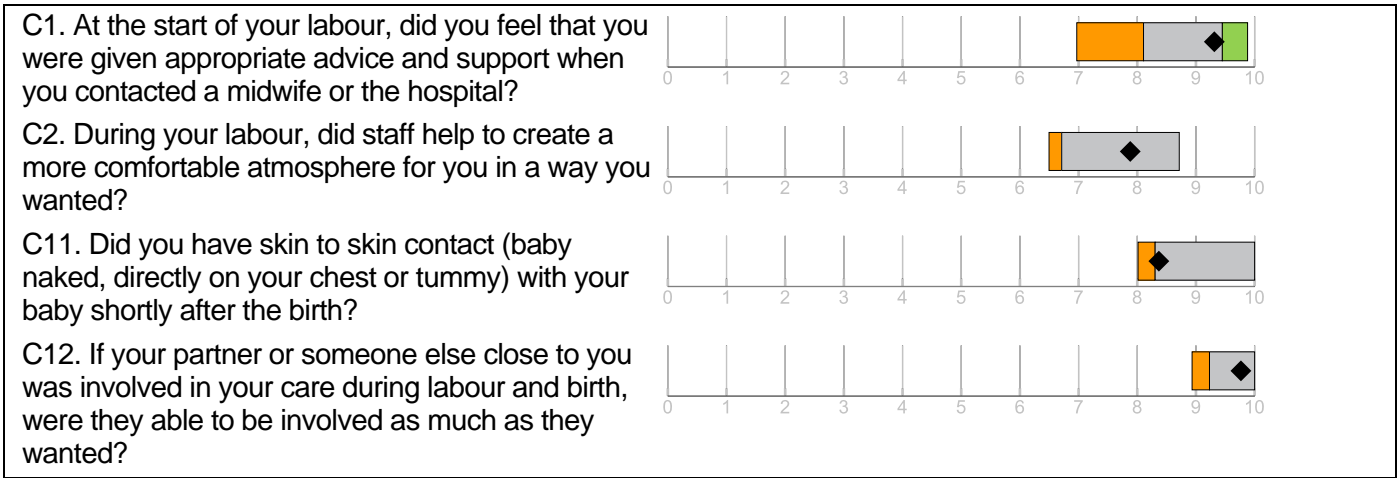 C1. At the start of your labour, did you feel that you
were given appropriate advice and support when
you contacted a midwife or the hospital?
0 1 2 3 4 5 6 7 8 9 10
C2. During your labour, did staff help to create a
more comfortable atmosphere for you in a way you
wanted?
0 1 2 3 4 5 6 7 8 9 10
C11. Did you have skin to skin contact (baby
naked, directly on your chest or tummy) with your
baby shortly after the birth?
0 1 2 3 4 5 6 7 8 9 10
C12. If your partner or someone else close to you
was involved in your care during labour and birth,
were they able to be involved as much as they
wanted?
0 1 2 3 4 5 6 7 8 9 10